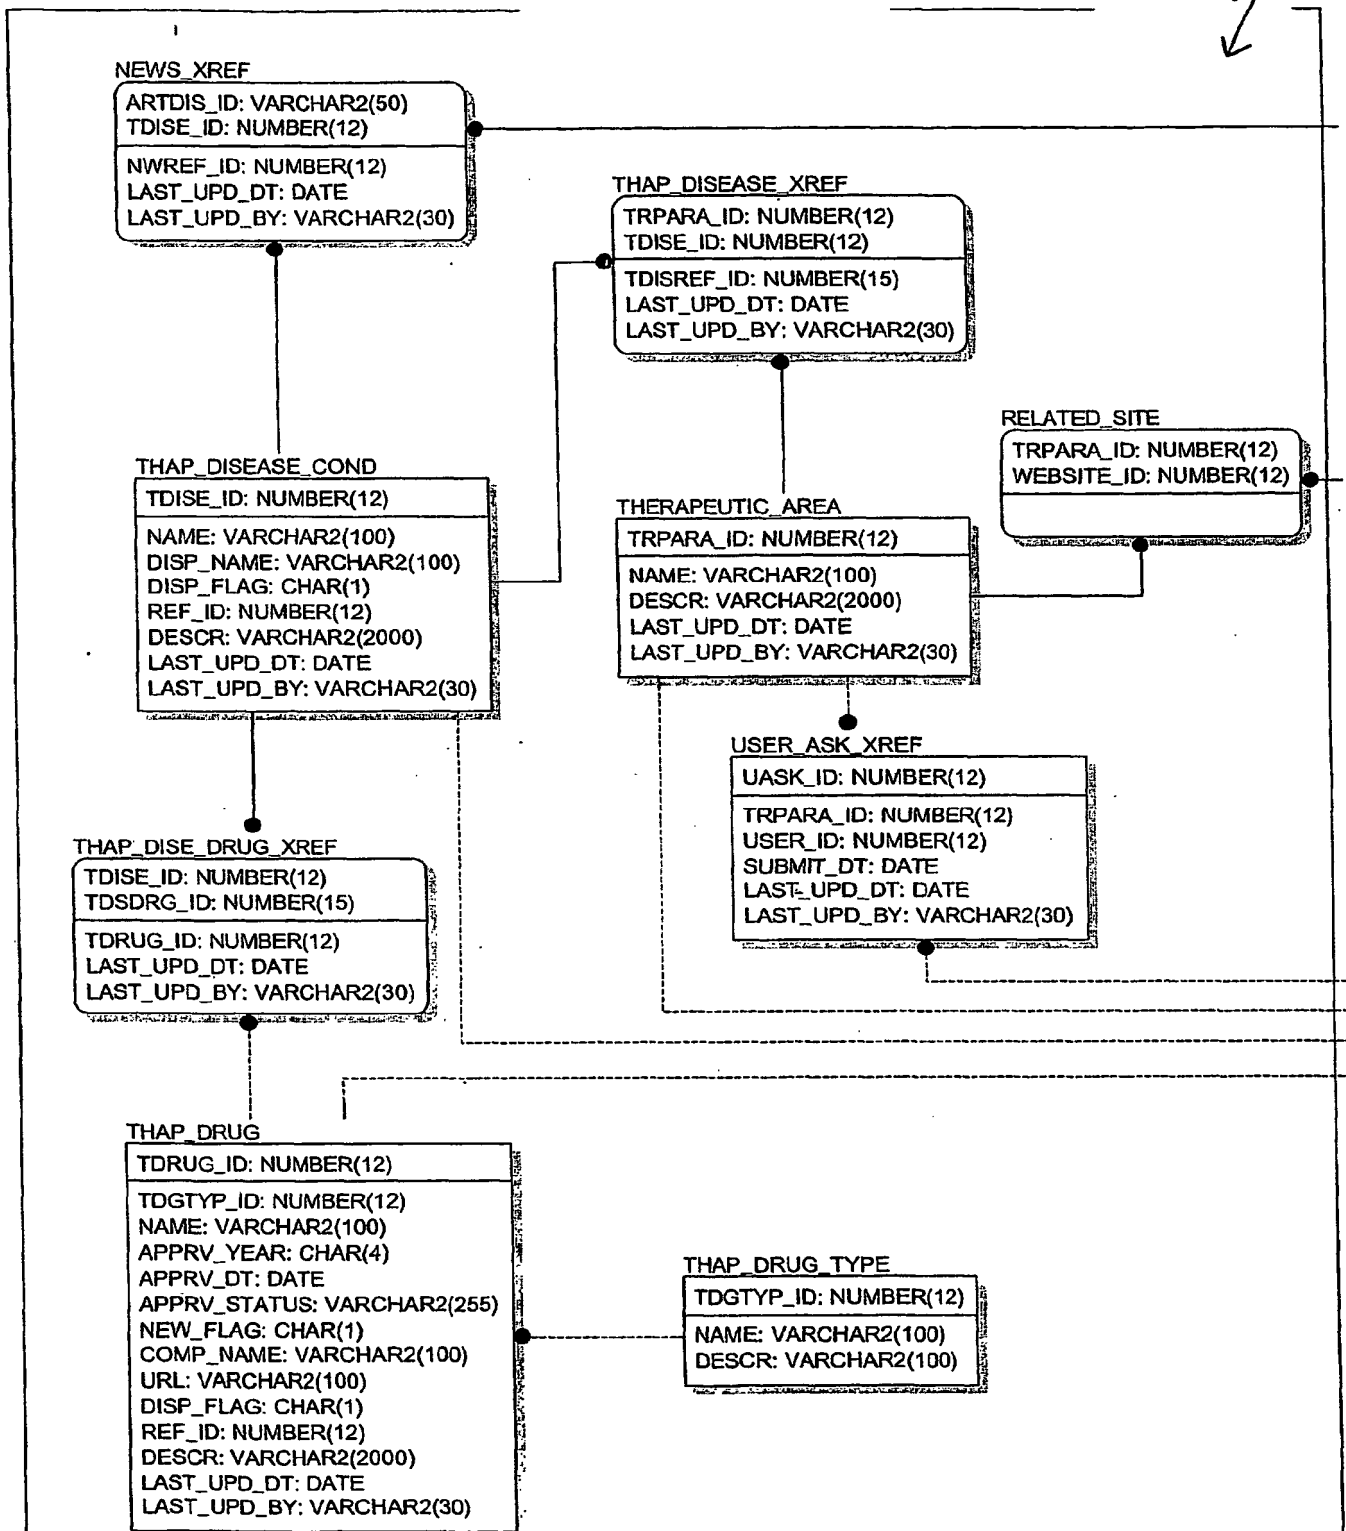 NEWS_XREF
ARTDIS_ID: VARCHAR2(50)
TDISE_ID: NUMBER(12)
NWREF_ID: NUMBER(12)
LAST_UPD_DT: DATE
LAST_UPD_BY: VARCHAR2(30)
THAP_DISEASE_XREF
TRPARA_ID: NUMBER(12)
TDISE_ID: NUMBER(12)
TDISREF_ID: NUMBER(15)
LAST_UPD_DT: DATE
LAST_UPD_BY: VARCHAR2(30)
RELATED_SITE
TRPARA_ID: NUMBER(12)
WEBSITE_ID: NUMBER(12)
THAP_DISEASE_COND
TDISE_ID: NUMBER(12)
NAME: VARCHAR2(100)
DISP_NAME: VARCHAR2(100)
DISP_FLAG: CHAR(1)
REF_ID: NUMBER(12)
DESCR: VARCHAR2(2000)
LAST_UPD_DT: DATE
LAST_UPD_BY: VARCHAR2(30)
THERAPEUTIC_AREA
TRPARA_ID: NUMBER(12)
NAME: VARCHAR2(100)
DESCR: VARCHAR2(2000)
LAST_UPD_DT: DATE
LAST_UPD_BY: VARCHAR2(30)
USER_ASK_XREF
UASK_ID: NUMBER(12)
TRPARA_ID: NUMBER(12)
USER_ID: NUMBER(12)
SUBMIT_DT: DATE
LAST_UPD_DT: DATE
LAST_UPD_BY: VARCHAR2(30)
THAP_DISE_DRUG_XREF
TDISE_ID: NUMBER(12)
TDSDRG_ID: NUMBER(15)
TDRUG_ID: NUMBER(12)
LAST_UPD_DT: DATE
LAST_UPD_BY: VARCHAR2(30)
THAP_DRUG
TDRUG_ID: NUMBER(12)
TDGTYP_ID: NUMBER(12)
NAME: VARCHAR2(100)
APPRV_YEAR: CHAR(4)
APPRV_DT: DATE
APPRV_STATUS: VARCHAR2(255)
NEW_FLAG: CHAR(1)
COMP_NAME: VARCHAR2(100)
URL: VARCHAR2(100)
DISP_FLAG: CHAR(1)
REF_ID: NUMBER(12)
DESCR: VARCHAR2(2000)
LAST_UPD_DT: DATE
LAST_UPD_BY: VARCHAR2(30)
THAP_DRUG_TYPE
TDGTYP_ID: NUMBER(12)
NAME: VARCHAR2(100)
DESCR: VARCHAR2(100)